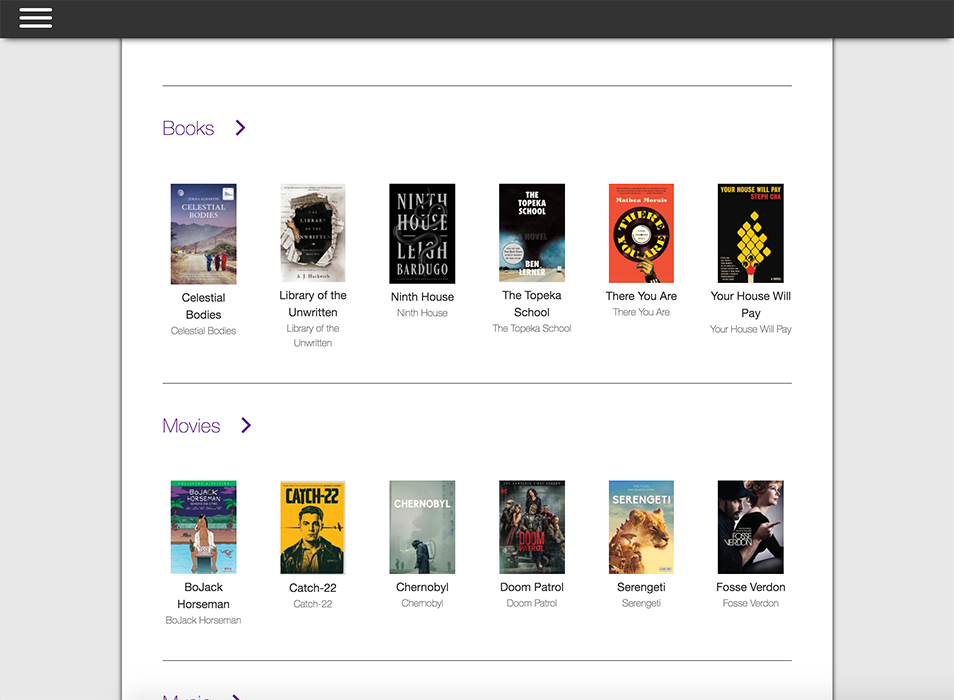 Books
CELESTIAL
BODIES
THE
LIBRARY
OF THE
UNWRITTEN
A. J. Hackwith
NINTH
HOUSE
LEIGH
BARDUGO
THE
TOPEKA
SCHOOL
A NOVEL
BEN
LERNER
Mathea Morais
THERE
YOU ARE
YOUR HOUSE WILL PAY
STEPH CHA
A NOVEL
Celestial
Bodies
Celestial Bodies
Library of the
Unwritten
Library of the
Unwritten
Ninth House
Ninth House
The Topeka
School
The Topeka School
There You Are
There You Are
Your House Will
Pay
Your House Will Pay
Movies
BOJACK
HORSEMAN
CATCH-22
CHERNOBYL
THE COMPLETE FIRST SEASON
DOOM
PATROL
SERENGETI
FOSSE
VERDON
BoJack
Horseman
BoJack Horseman
Catch-22
Catch-22
Chernobyl
Chernobyl
Doom Patrol
Doom Patrol
Serengeti
Serengeti
Fosse Verdon
Fosse Verdon